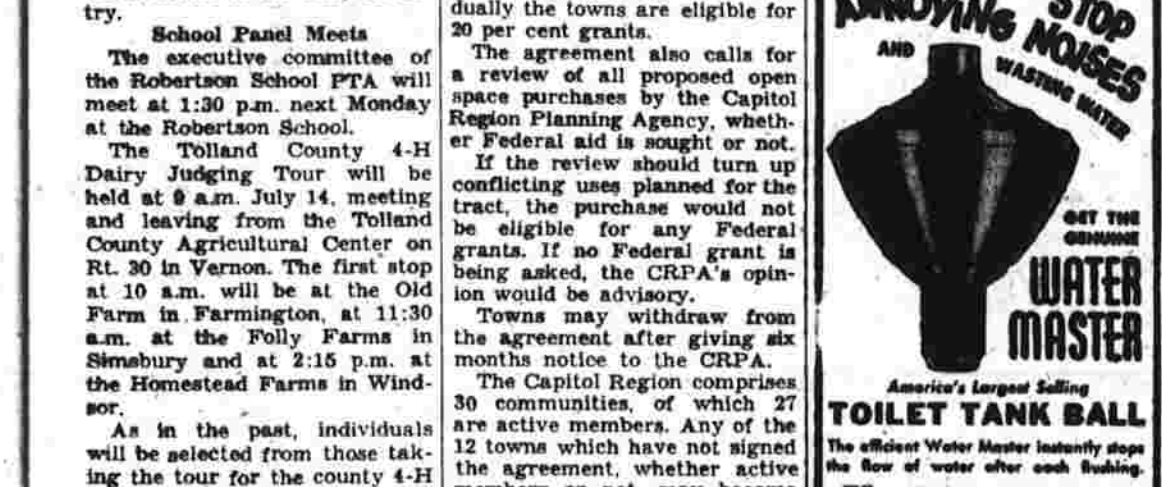 try.
School Panel Meets
The executive committee of
the Robertson School PTA will
meet at 1:30 p.m. next Monday
at the Robertson School.
The Tolland County 4-H
Dairy Judging Tour will be
held at 9 a.m. July 14, meeting
and leaving from the Tolland
County Agricultural Center on
Rt. 30 in Vernon. The first stop
at 10 a.m. will be at the Old
Farm in Farmington, at 11:30
a.m. at the Folly Farms in
Simsbury and at 2:15 p.m. at
the Homestead Farms in Wind-
sor.
As in the past, individuals
will be selected from those tak-
ing the tour for the county 4-H
dually the towns are eligible for
20 per cent grants.
The agreement also calls for
a review of all proposed open
space purchases by the Capitol
Region Planning Agency, wheth-
er Federal aid is sought or not.
If the review should turn up
conflicting uses planned for the
tract, the purchase would not
be eligible for any Federal
grants. If no Federal grant is
being asked, the CRPA's opin-
ion would be advisory.
Towns may withdraw from
the agreement after giving six
months notice to the CRPA.
The Capitol Region comprises
30 communities, of which 27
are active members. Any of the
12 towns which have not signed
the agreement, whether active
members or not, may become
STOP
ANNOYING NOISES
AND
WASTING WATER
GET THE
GENUINE
WATER
MASTER
America's Largest Selling
TOILET TANK BALL
The efficient Water Master instantly stops
the flow of water after each flushing.